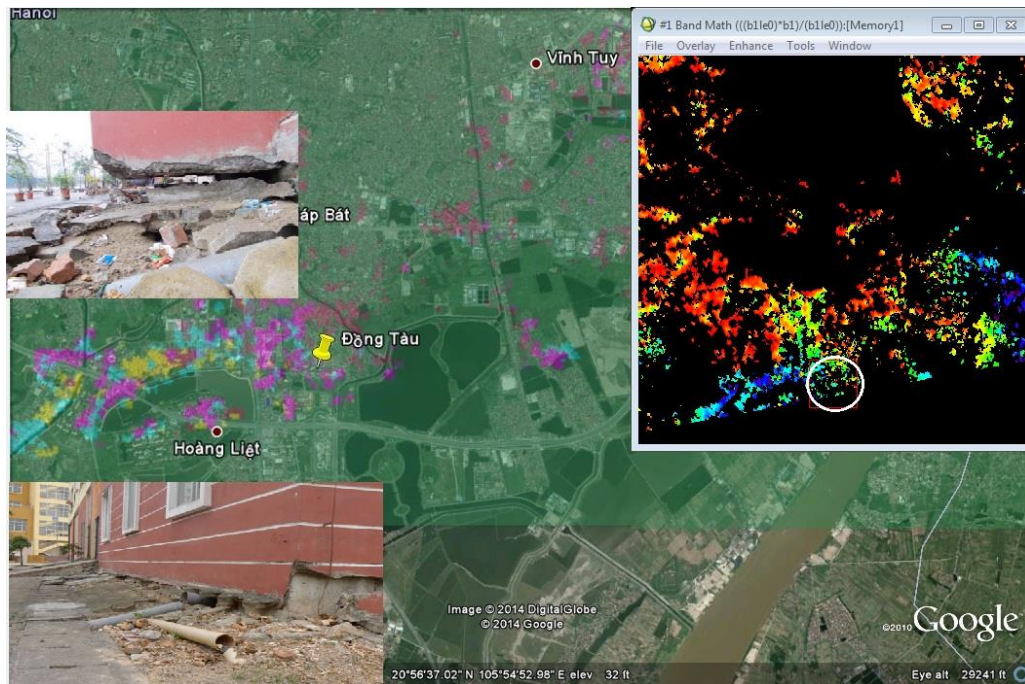 Hanoi
Vĩnh Tuy
áp Bát
Đồng Tàu
Hoàng Liệt
#1 Band Math (((b1le0)*b1)/(b1le0)):[Memory1]
File Overlay Enhance Tools Window
Image © 2014 DigitalGlobe
© 2014 Google
©2010 Google
20°56'37.02" N 105°54'52.98" E elev 32 ft
Eye alt 29241 ft